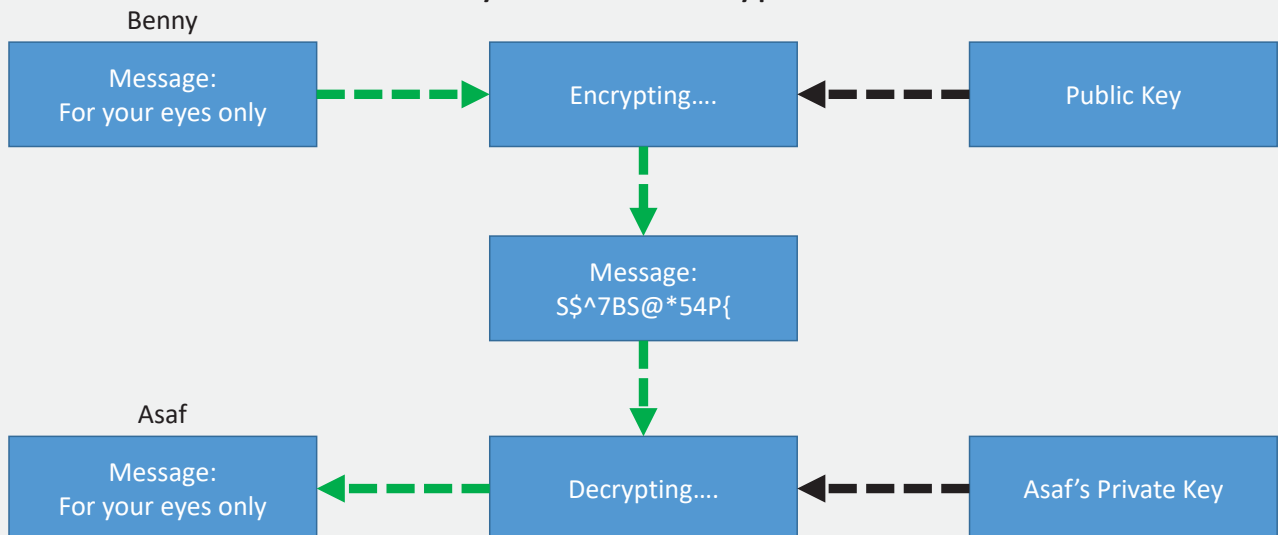 Benny
Message:
For your eyes only
Encrypting....
Public Key
Message:
S$^7BS@*54P{
Asaf
Message:
For your eyes only
Decrypting....
Asaf’s Private Key